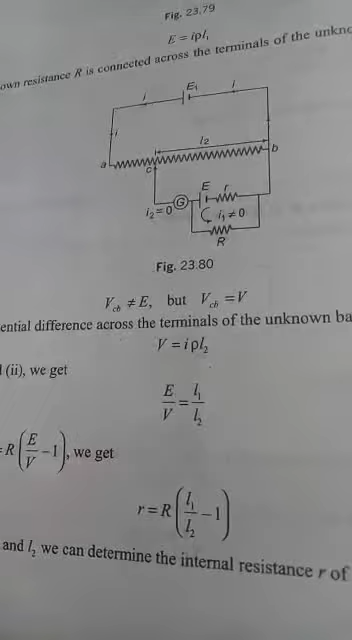 Fig. 23.79
E = iρl₁
own resistance R is connected across the terminals of the
E₁
i
i
i
l₂
a
b
c
E
r
G
i₂ = 0
i₁ ≠ 0
R
Fig. 23.80
V_cb ≠ E, but V_cb = V
ential difference across the terminals of the unknown ba
V = iρl₂
(ii), we get
E/V = l₁/l₂
= R(E/V − 1), we get
r = R(l₁/l₂ − 1)
and l₂ we can determine the internal resistance r of